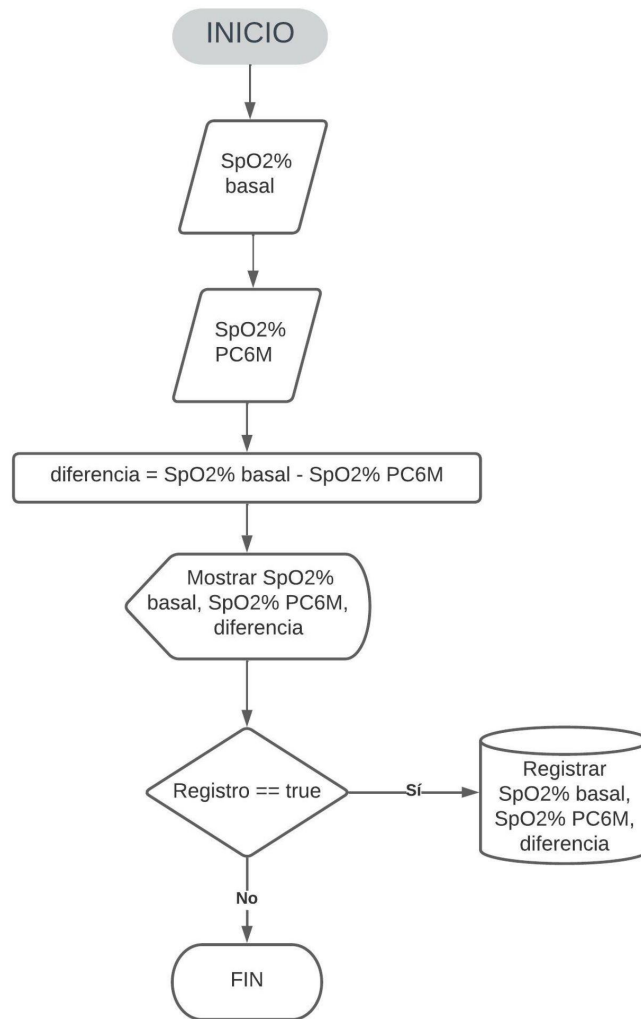 INICIO
SpO2%
basal
SpO2%
PC6M
diferencia = SpO2% basal - SpO2% PC6M
Mostrar SpO2%
basal, SpO2% PC6M,
diferencia
Registro == true
Sí
Registrar
SpO2% basal,
SpO2% PC6M,
diferencia
No
FIN